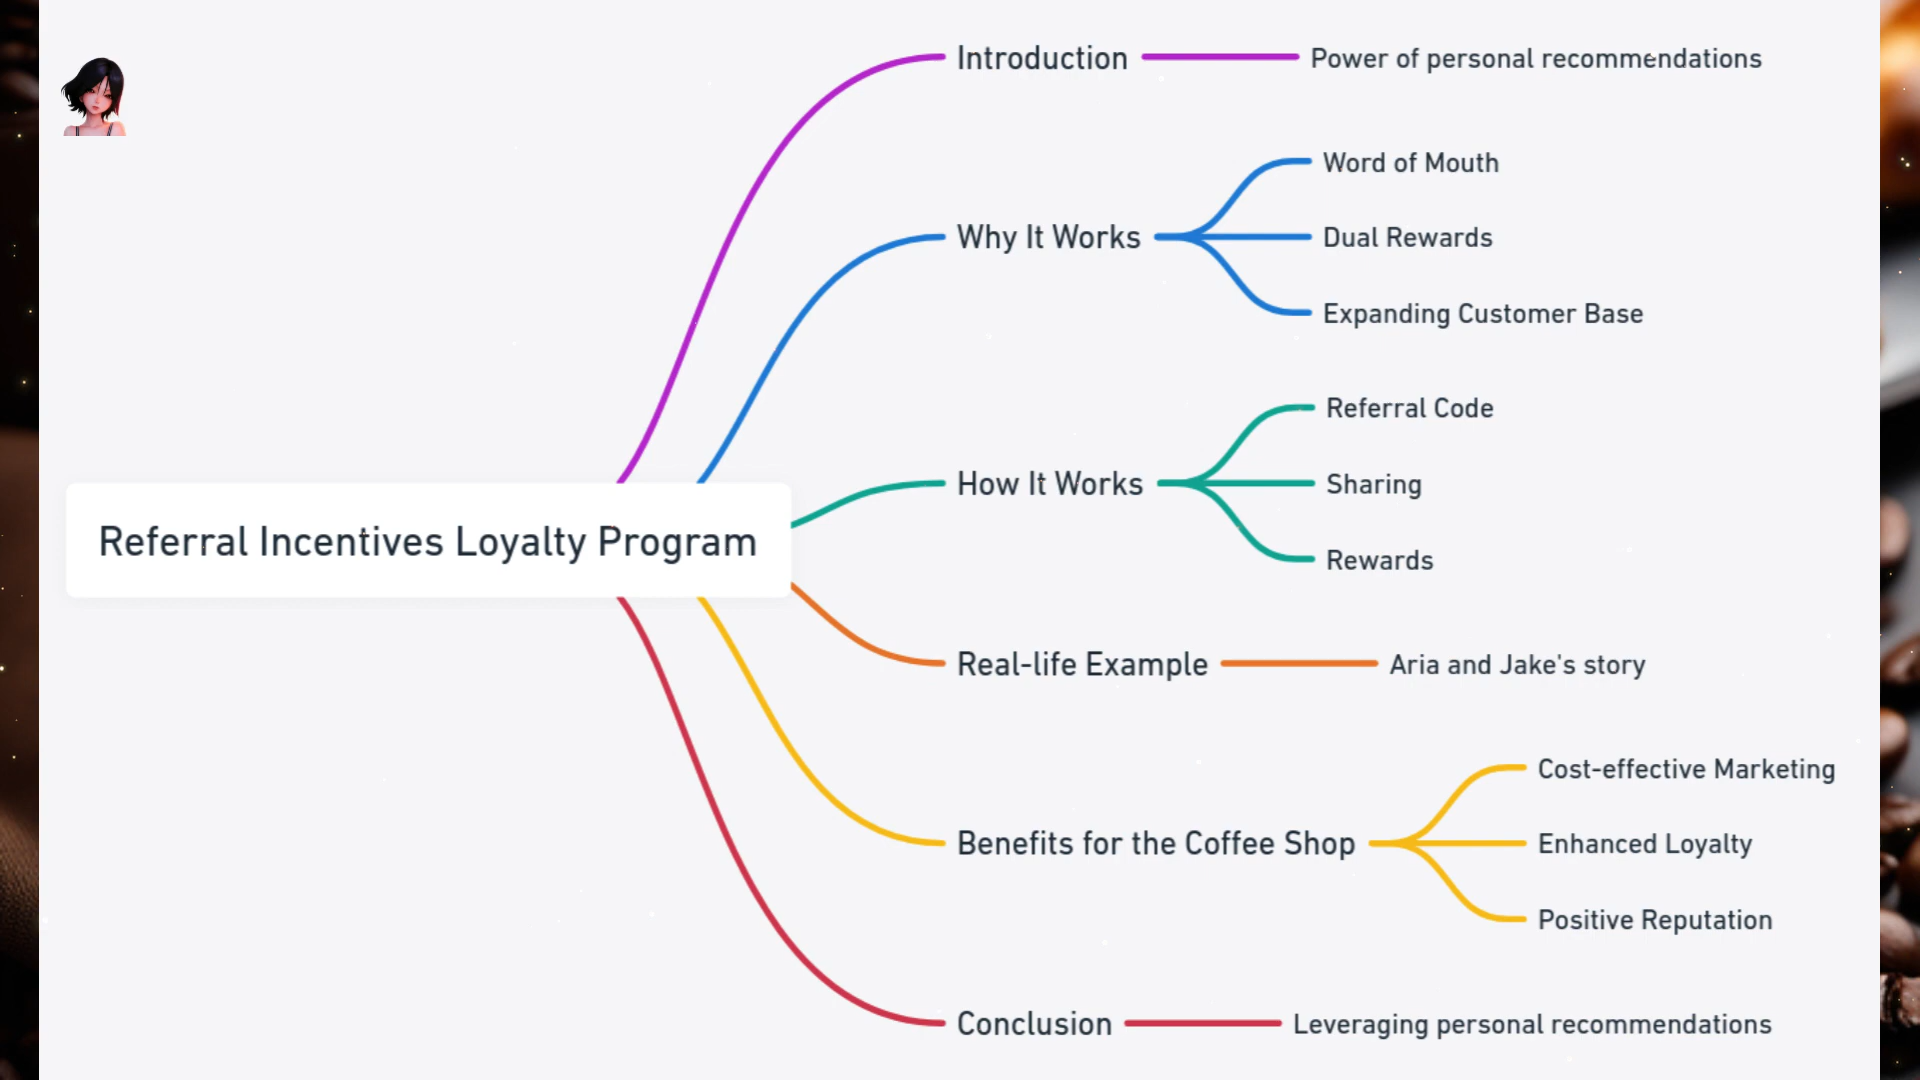 Introduction
Power of personal recommendations
Why It Works
Word of Mouth
Dual Rewards
Expanding Customer Base
How It Works
Referral Code
Sharing
Rewards
Referral Incentives Loyalty Program
Real-life Example
Aria and Jake's story
Benefits for the Coffee Shop
Cost-effective Marketing
Enhanced Loyalty
Positive Reputation
Conclusion
Leveraging personal recommendations